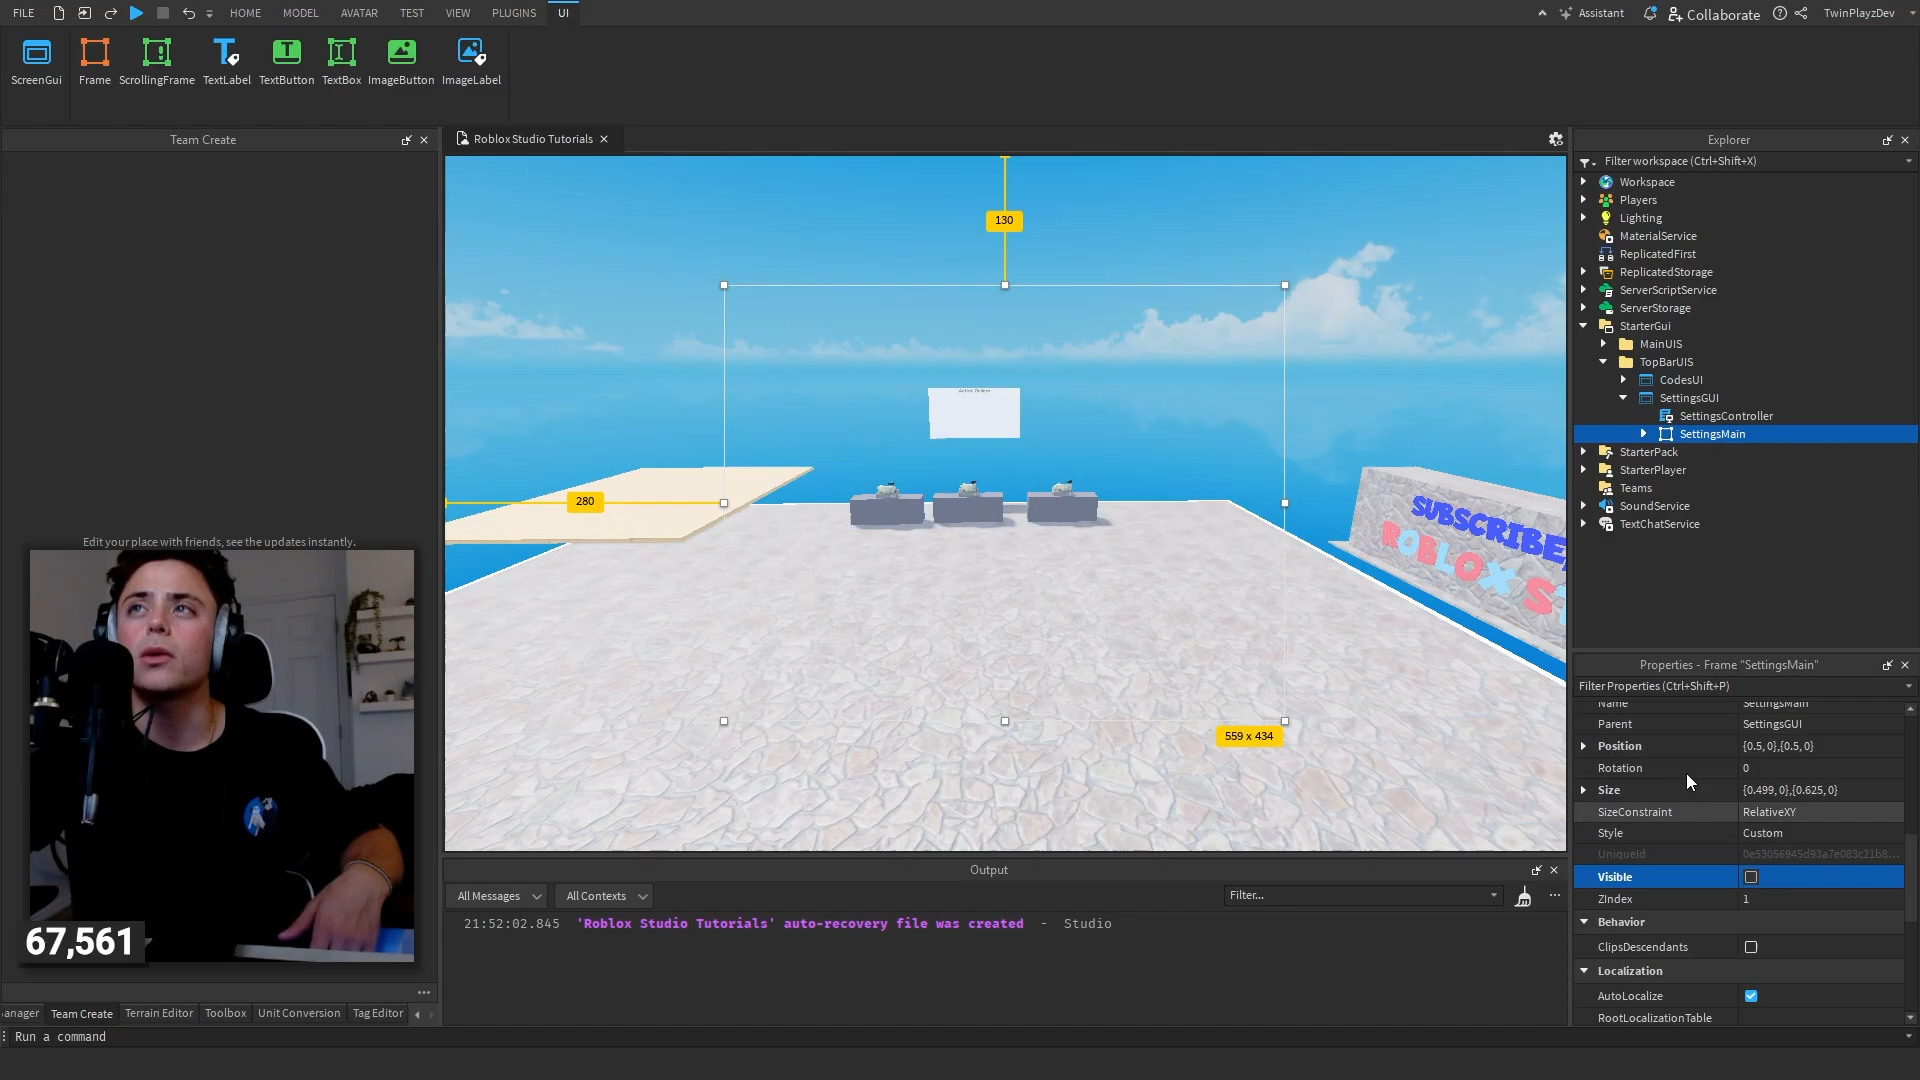 FILE
HOME
MODEL
AVATAR
TEST
VIEW
PLUGINS
UI
Assistant
Collaborate
TwinPlayzDev
ScreenGui
Frame
ScrollingFrame
TextLabel
TextButton
TextBox
ImageButton
ImageLabel
Team Create
Edit your place with friends, see the updates instantly.
67,561
Team Create
Terrain Editor
Toolbox
Unit Conversion
Tag Editor
Roblox Studio Tutorials
130
280
559 x 434
Active Orders
SUBSCRIBE
ROBLOX ST
Output
All Messages
All Contexts
Filter...
21:52:02.845 'Roblox Studio Tutorials' auto-recovery file was created - Studio
Run a command
Explorer
Filter workspace (Ctrl+Shift+X)
Workspace
Players
Lighting
MaterialService
ReplicatedFirst
ReplicatedStorage
ServerScriptService
ServerStorage
StarterGui
MainUIS
TopBarUIS
CodesUI
SettingsGUI
SettingsController
SettingsMain
StarterPack
StarterPlayer
Teams
SoundService
TextChatService
Properties - Frame "SettingsMain"
Filter Properties (Ctrl+Shift+P)
Name SettingsMain
Parent SettingsGUI
Position {0.5, 0},{0.5, 0}
Rotation 0
Size {0.499, 0},{0.625, 0}
SizeConstraint RelativeXY
Style Custom
UniqueId 0e53056945d93a7e083c21b8...
Visible
ZIndex 1
Behavior
ClipsDescendants
Localization
AutoLocalize
RootLocalizationTable